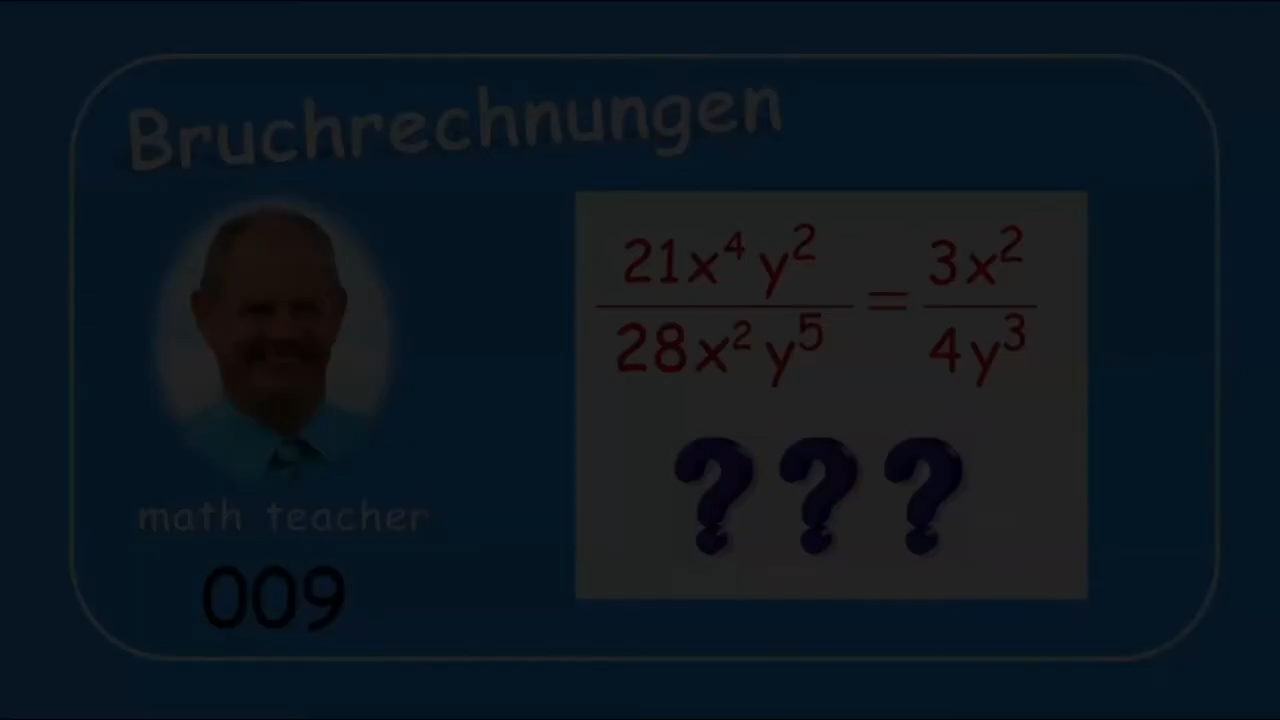 Bruchrechnungen
21x⁴y² / 28x²y⁵ = 3x² / 4y³
???
math teacher
009